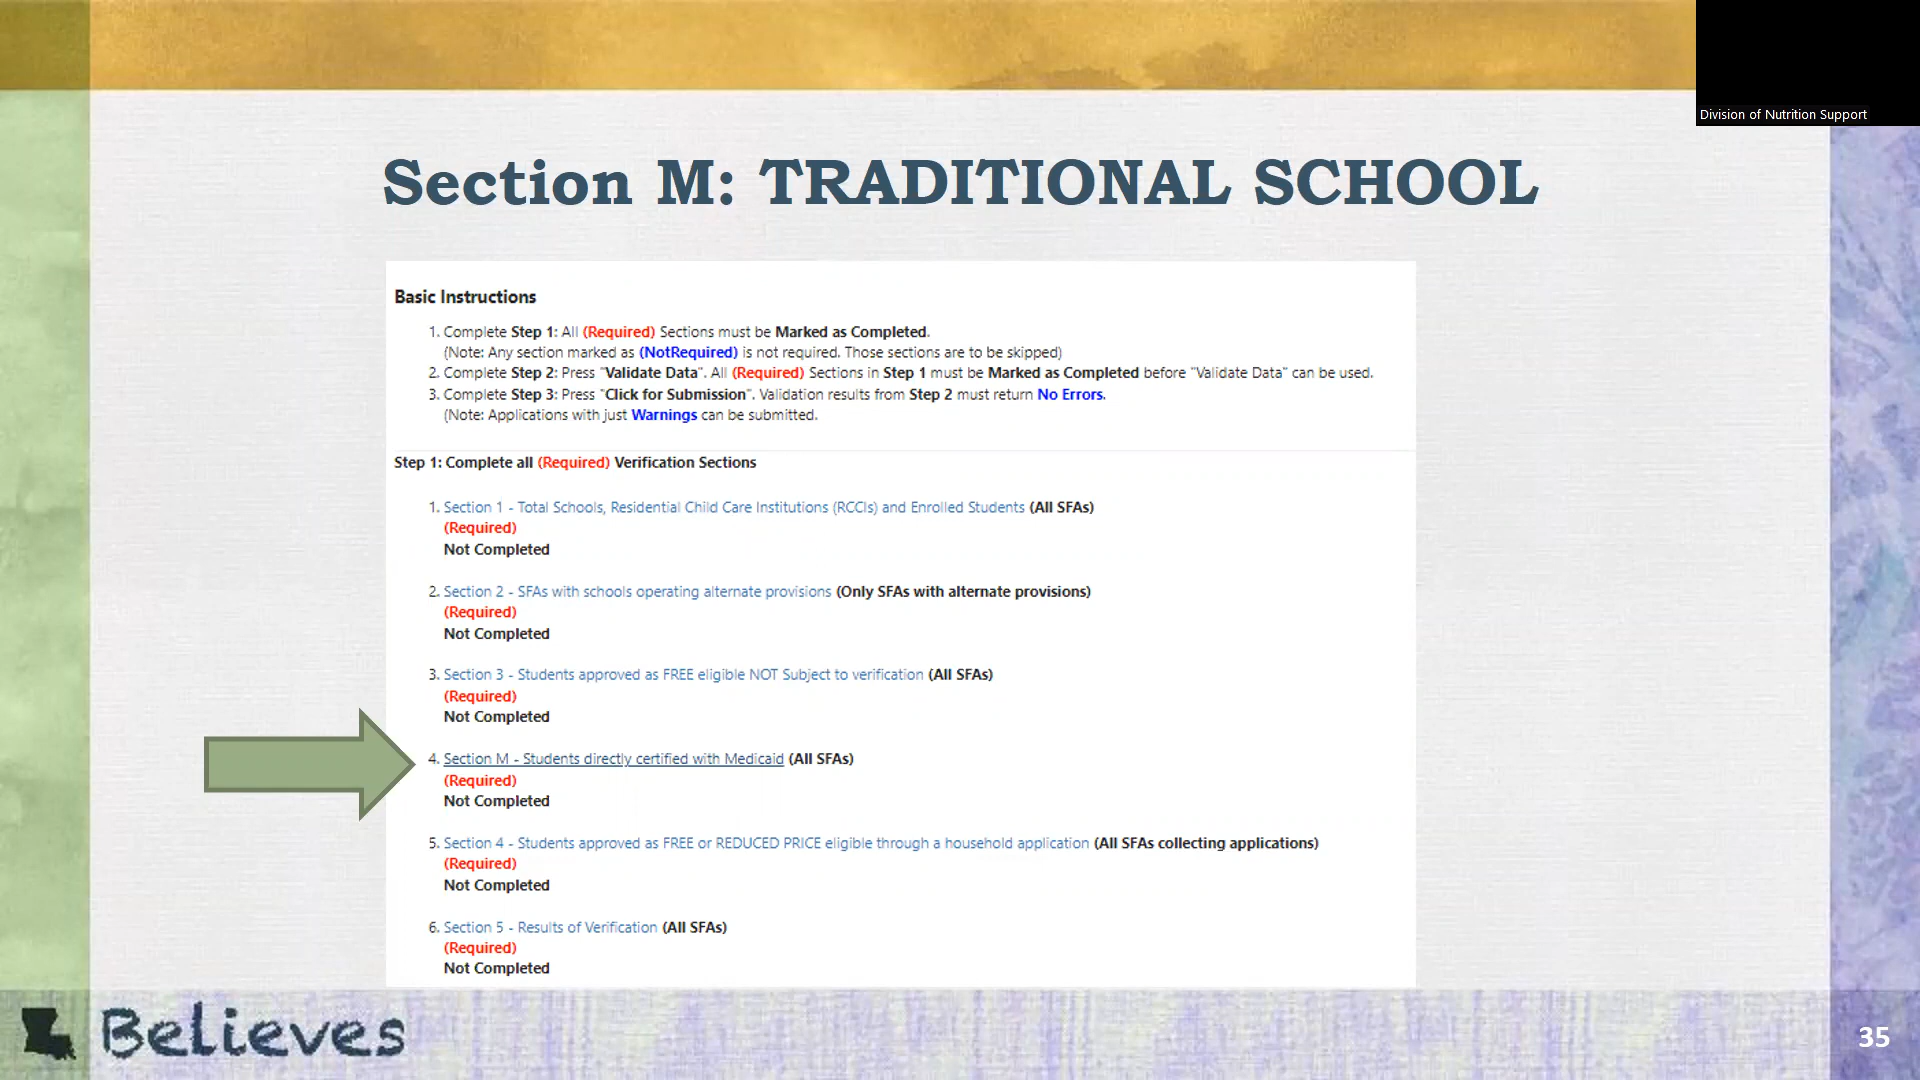 Division of Nutrition Support
Section M: TRADITIONAL SCHOOL
Basic Instructions
1. Complete Step 1: All (Required) Sections must be Marked as Completed.
(Note: Any section marked as (NotRequired) is not required. Those sections are to be skipped)
2. Complete Step 2: Press "Validate Data". All (Required) Sections in Step 1 must be Marked as Completed before "Validate Data" can be used.
3. Complete Step 3: Press "Click for Submission". Validation results from Step 2 must return No Errors.
(Note: Applications with just Warnings can be submitted.
Step 1: Complete all (Required) Verification Sections
1. Section 1 - Total Schools, Residential Child Care Institutions (RCCIs) and Enrolled Students (All SFAs)
(Required)
Not Completed
2. Section 2 - SFAs with schools operating alternate provisions (Only SFAs with alternate provisions)
(Required)
Not Completed
3. Section 3 - Students approved as FREE eligible NOT Subject to verification (All SFAs)
(Required)
Not Completed
4. Section M - Students directly certified with Medicaid (All SFAs)
(Required)
Not Completed
5. Section 4 - Students approved as FREE or REDUCED PRICE eligible through a household application (All SFAs collecting applications)
(Required)
Not Completed
6. Section 5 - Results of Verification (All SFAs)
(Required)
Not Completed
Believes
35